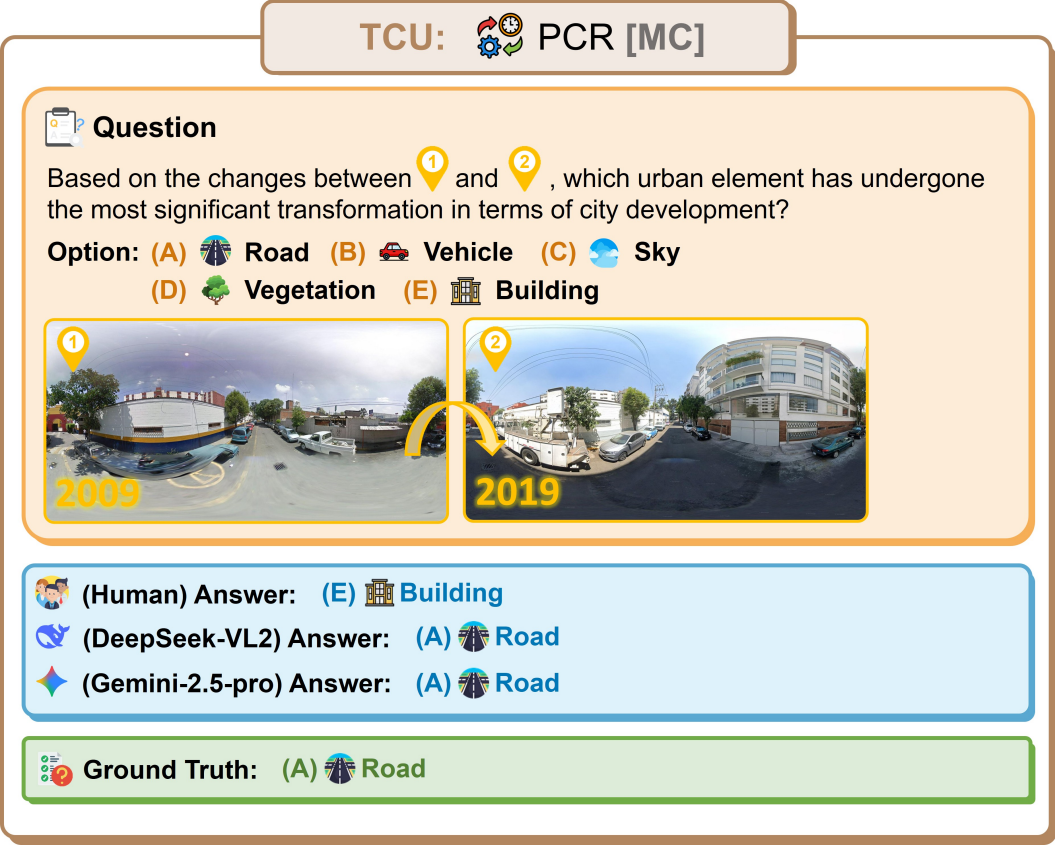 TCU: PCR [MC]
Question
Based on the changes between 1 and 2 , which urban element has undergone
the most significant transformation in terms of city development?
Option: (A) Road (B) Vehicle (C) Sky
(D) Vegetation (E) Building
1 2
2009 2019
(Human) Answer: (E) Building
(DeepSeek-VL2) Answer: (A) Road
(Gemini-2.5-pro) Answer: (A) Road
Ground Truth: (A) Road